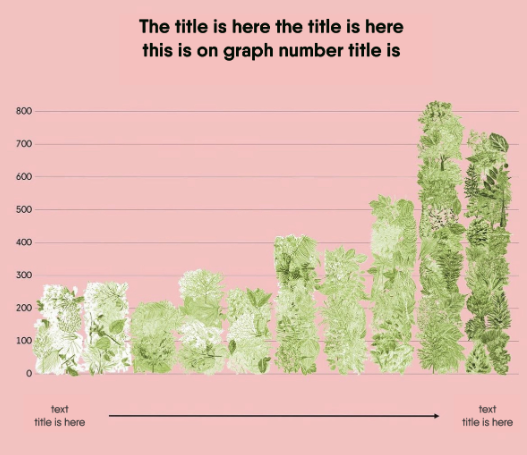 The title is here the title is here
this is on graph number title is
800
700
600
500
400
300
200
100
0
text
title is here
text
title is here